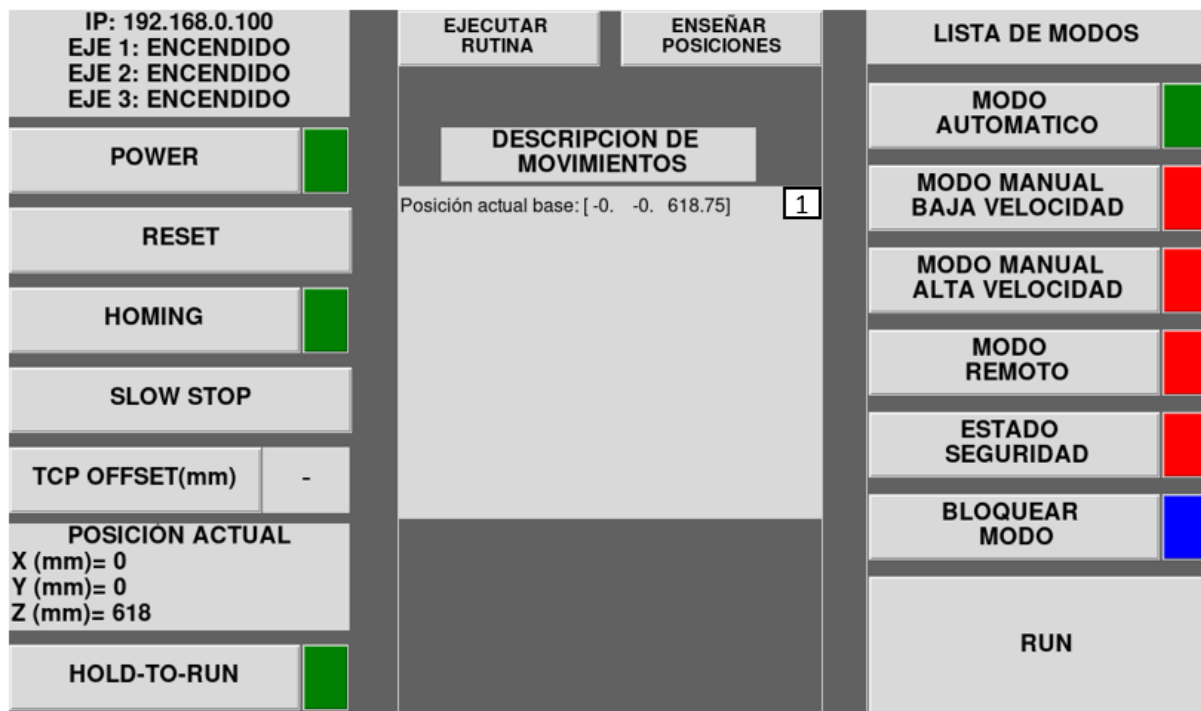 IP: 192.168.0.100
EJE 1: ENCENDIDO
EJE 2: ENCENDIDO
EJE 3: ENCENDIDO
POWER
RESET
HOMING
SLOW STOP
TCP OFFSET(mm)
-
POSICIÓN ACTUAL
X (mm)= 0
Y (mm)= 0
Z (mm)= 618
HOLD-TO-RUN
EJECUTAR
RUTINA
ENSEÑAR
POSICIONES
DESCRIPCION DE
MOVIMIENTOS
Posición actual base: [ -0. -0. 618.75]
1
LISTA DE MODOS
MODO
AUTOMATICO
MODO MANUAL
BAJA VELOCIDAD
MODO MANUAL
ALTA VELOCIDAD
MODO
REMOTO
ESTADO
SEGURIDAD
BLOQUEAR
MODO
RUN